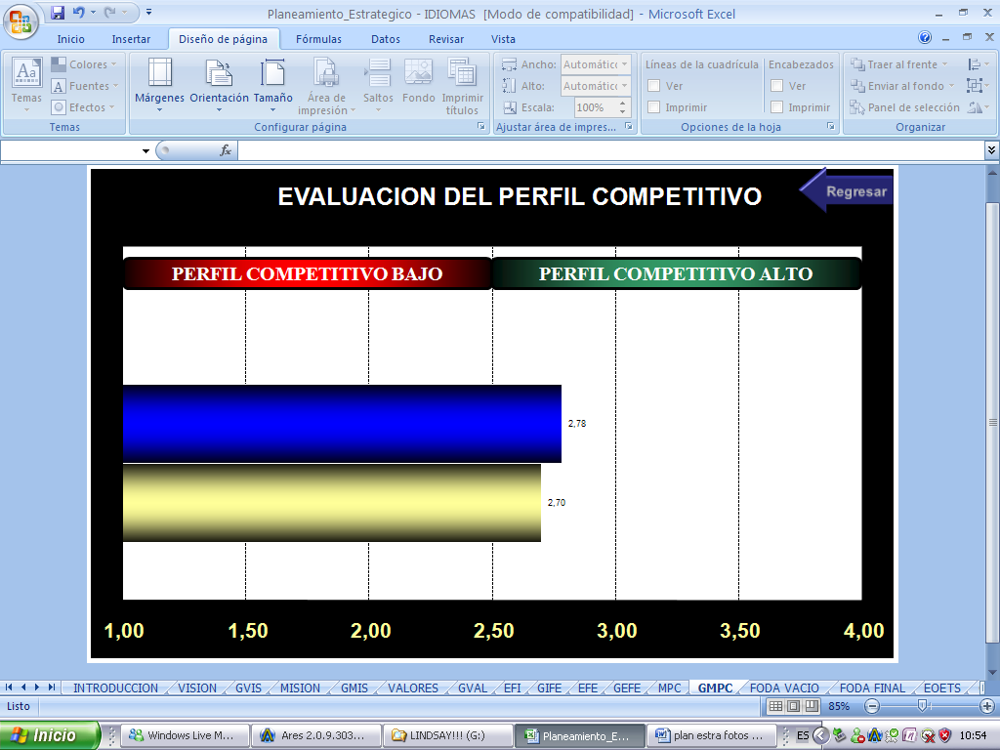 Planeamiento_Estrategico - IDIOMAS [Modo de compatibilidad] - Microsoft Excel
Inicio Insertar Diseño de página Fórmulas Datos Revisar Vista
Aa Temas Colores Fuentes Efectos
Márgenes Orientación Tamaño Área de impresión Saltos Fondo Imprimir títulos
Ancho: Automático
Alto: Automático
Escala: 100%
Líneas de la cuadrícula Encabezados
Ver Ver
Imprimir Imprimir
Traer al frente
Enviar al fondo
Panel de selección
Temas Configurar página Ajustar área de impres... Opciones de la hoja Organizar
fx
EVALUACION DEL PERFIL COMPETITIVO
Regresar
PERFIL COMPETITIVO BAJO PERFIL COMPETITIVO ALTO
2,78
2,70
1,00 1,50 2,00 2,50 3,00 3,50 4,00
INTRODUCCION VISION GVIS MISION GMIS VALORES GVAL EFI GIFE EFE GEFE MPC GMPC FODA VACIO FODA FINAL EOETS
Listo 85%
Inicio Windows Live M... Ares 2.0.9.303... LINDSAY!!! (G:) Planeamiento_E... plan estra fotos ... ES 10:54